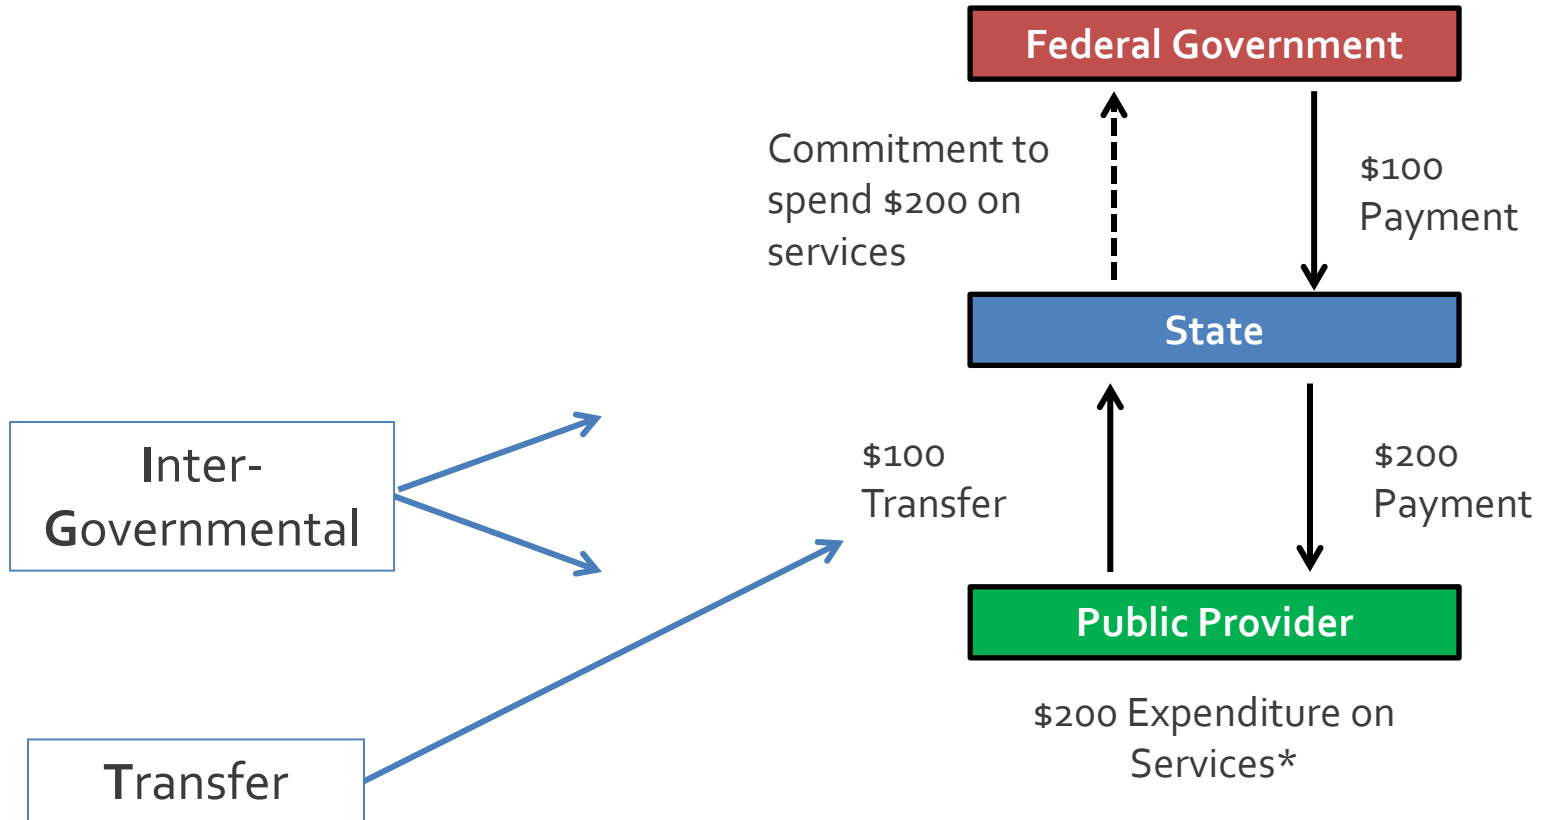 Federal Government
Commitment to
spend $200 on
services
$100
Payment
State
Inter-
Governmental
$100
Transfer
$200
Payment
Public Provider
$200 Expenditure on
Services*
Transfer